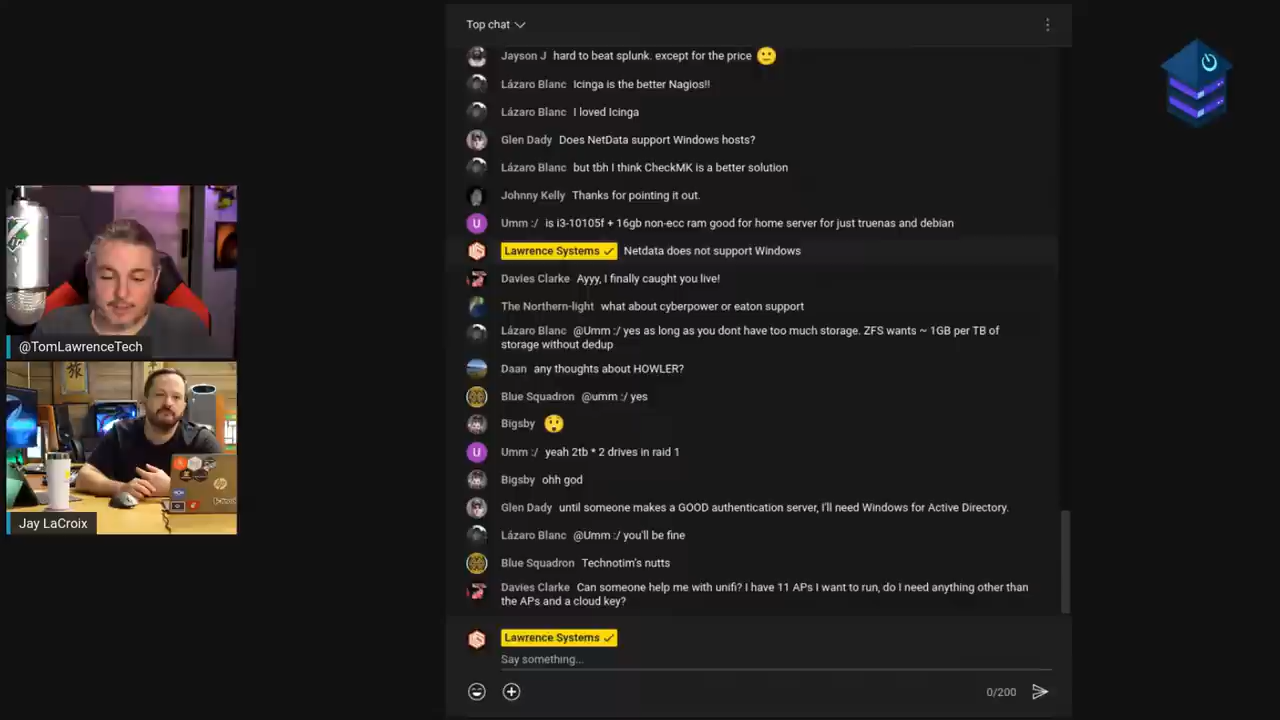 Top chat
Jayson J hard to beat splunk. except for the price 🙂
Lázaro Blanc Icinga is the better Nagios!!
Lázaro Blanc I loved Icinga
Glen Dady Does NetData support Windows hosts?
Lázaro Blanc but tbh I think CheckMK is a better solution
Johnny Kelly Thanks for pointing it out.
U Umm :/ is i3-10105f + 16gb non-ecc ram good for home server for just truenas and debian
Lawrence Systems ✓ Netdata does not support Windows
Davies Clarke Ayyy, I finally caught you live!
The Northern-light what about cyberpower or eaton support
Lázaro Blanc @Umm :/ yes as long as you dont have too much storage. ZFS wants ~ 1GB per TB of
storage without dedup
Daan any thoughts about HOWLER?
Blue Squadron @umm :/ yes
Bigsby 😲
U Umm :/ yeah 2tb * 2 drives in raid 1
Bigsby ohh god
Glen Dady until someone makes a GOOD authentication server, I'll need Windows for Active Directory.
Lázaro Blanc @Umm :/ you'll be fine
Blue Squadron Technotim's nutts
Davies Clarke Can someone help me with unifi? I have 11 APs I want to run, do I need anything other than
the APs and a cloud key?
Lawrence Systems ✓
Say something...
0/200
@TomLawrenceTech
Jay LaCroix